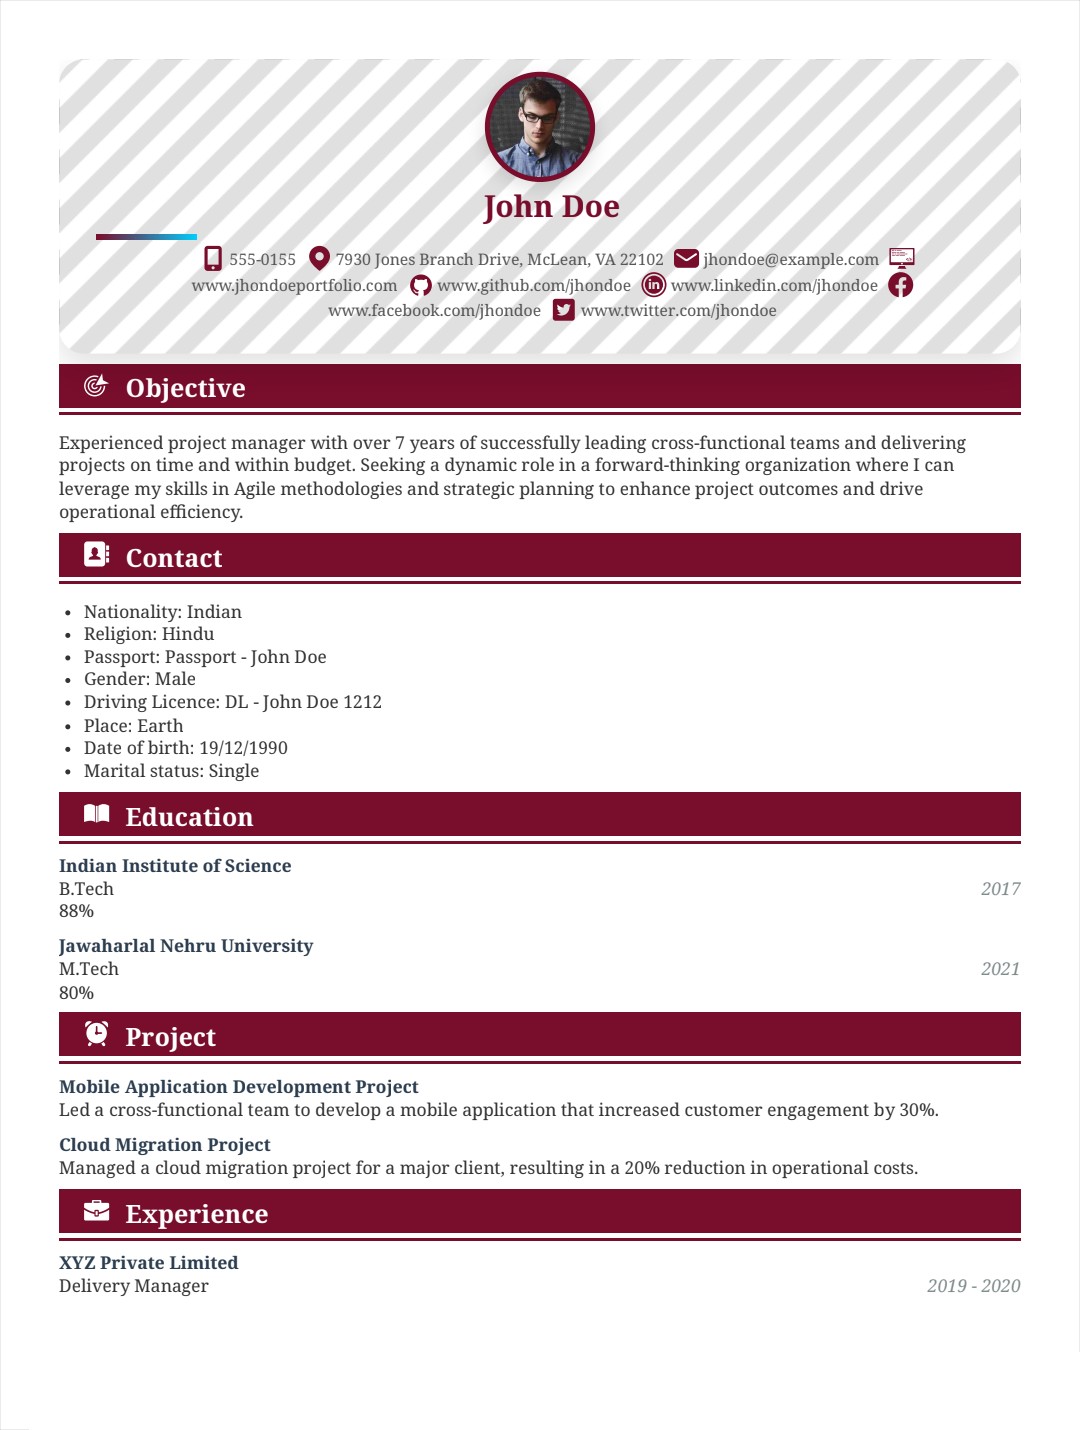 John Doe
555-0155 7930 Jones Branch Drive, McLean, VA 22102 jhondoe@example.com
www.jhondoeportfolio.com www.github.com/jhondoe www.linkedin.com/jhondoe
www.facebook.com/jhondoe www.twitter.com/jhondoe
Objective
Experienced project manager with over 7 years of successfully leading cross-functional teams and delivering
projects on time and within budget. Seeking a dynamic role in a forward-thinking organization where I can
leverage my skills in Agile methodologies and strategic planning to enhance project outcomes and drive
operational efficiency.
Contact
• Nationality: Indian
• Religion: Hindu
• Passport: Passport - John Doe
• Gender: Male
• Driving Licence: DL - John Doe 1212
• Place: Earth
• Date of birth: 19/12/1990
• Marital status: Single
Education
Indian Institute of Science
B.Tech 2017
88%
Jawaharlal Nehru University
M.Tech 2021
80%
Project
Mobile Application Development Project
Led a cross-functional team to develop a mobile application that increased customer engagement by 30%.
Cloud Migration Project
Managed a cloud migration project for a major client, resulting in a 20% reduction in operational costs.
Experience
XYZ Private Limited
Delivery Manager 2019 - 2020